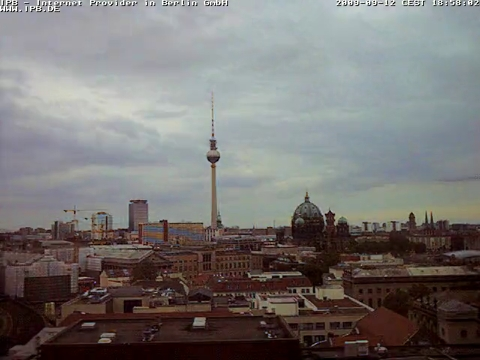 IPB - Internet Provider in Berlin GmbH
2009-09-12 CEST 18:58:02
WWW.IPB.DE